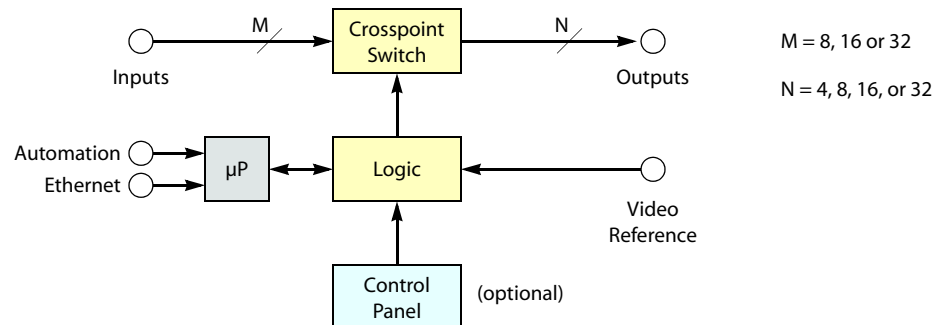 M
Crosspoint
Switch
N
Inputs
Outputs
M = 8, 16 or 32
N = 4, 8, 16, or 32
Automation
Ethernet
µP
Logic
Video
Reference
Control
Panel
(optional)